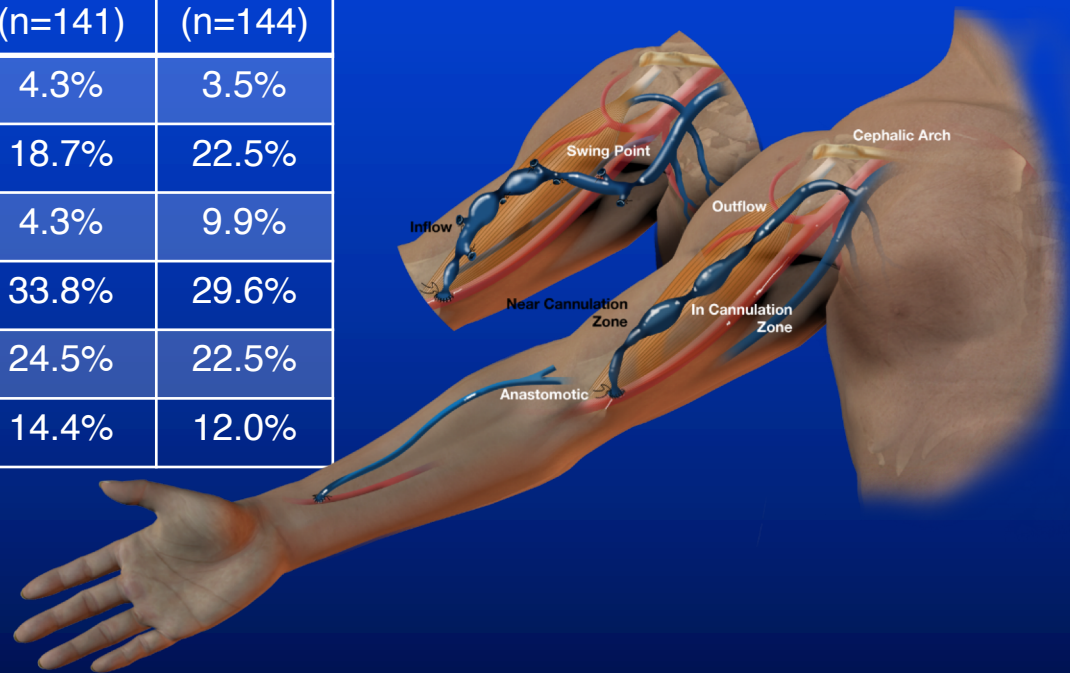 (n=141) (n=144)
4.3% 3.5%
18.7% 22.5%
4.3% 9.9%
33.8% 29.6%
24.5% 22.5%
14.4% 12.0%
Swing Point
Inflow
Cephalic Arch
Outflow
Near Cannulation
Zone
In Cannulation
Zone
Anastomotic